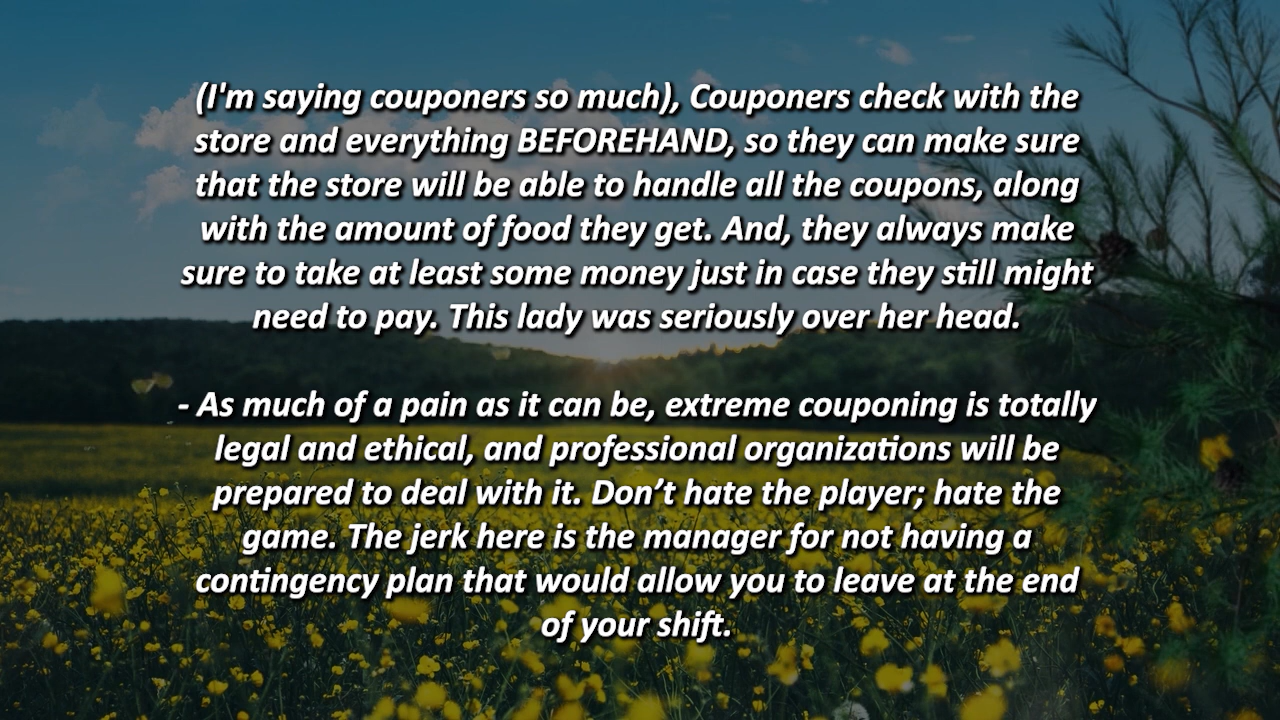 (I'm saying couponers so much), Couponers check with the
store and everything BEFOREHAND, so they can make sure
that the store will be able to handle all the coupons, along
with the amount of food they get. And, they always make
sure to take at least some money just in case they still might
need to pay. This lady was seriously over her head.
- As much of a pain as it can be, extreme couponing is totally
legal and ethical, and professional organizations will be
prepared to deal with it. Don’t hate the player; hate the
game. The jerk here is the manager for not having a
contingency plan that would allow you to leave at the end
of your shift.